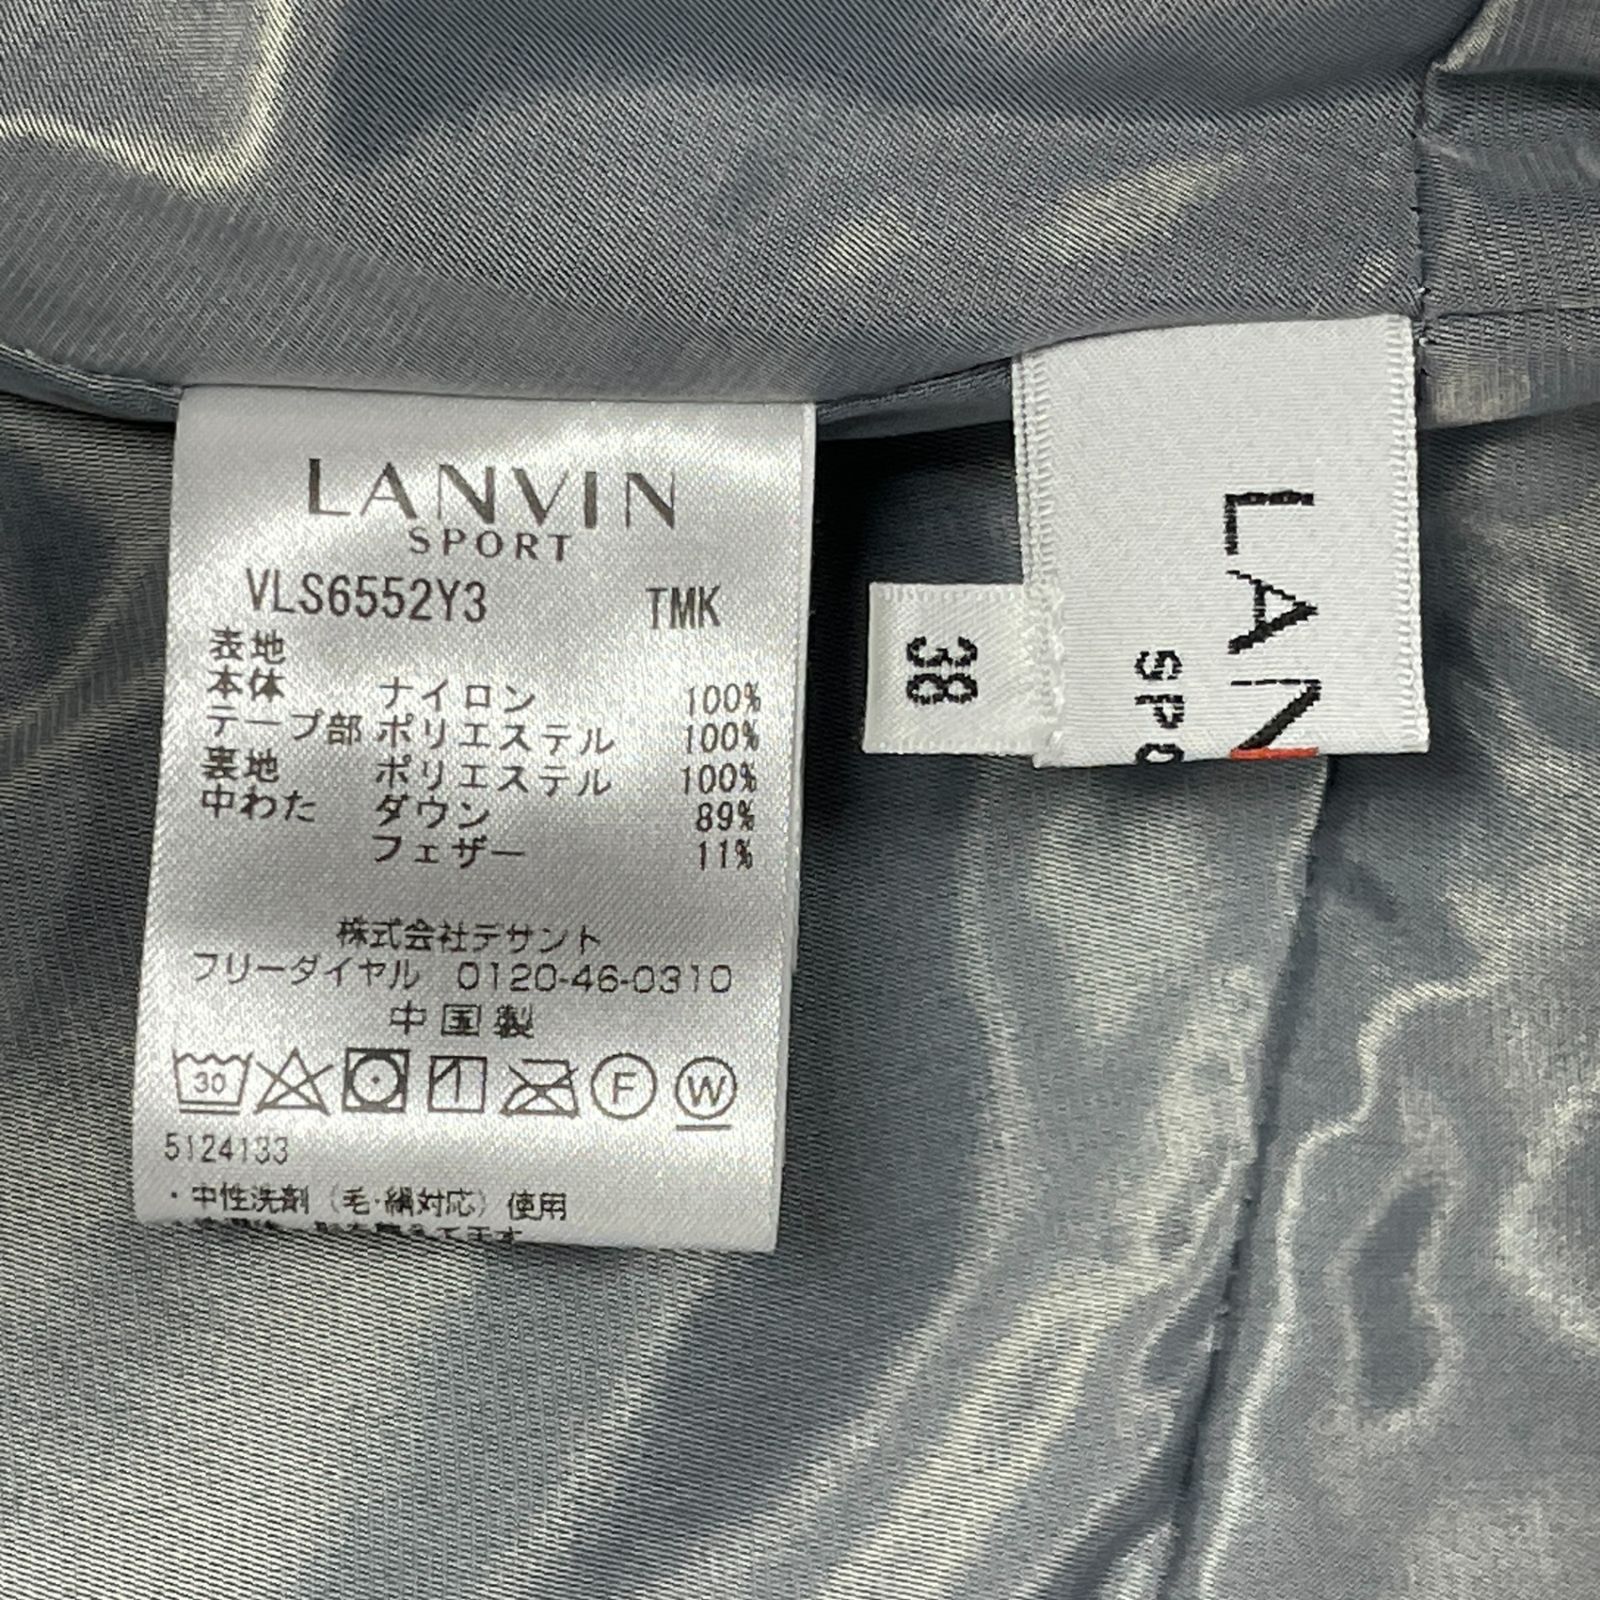 LANVIN
SPORT
VLS6552Y3 TMK
表地
本体 ナイロン 100%
テープ部 ポリエステル 100%
裏地 ポリエステル 100%
中わた ダウン 89%
フェザー 11%
株式会社デサント
フリーダイヤル 0120-46-0310
中国製
30 F W
5124133
・中性洗剤（毛・絹対応）使用
38
LAN
SPO